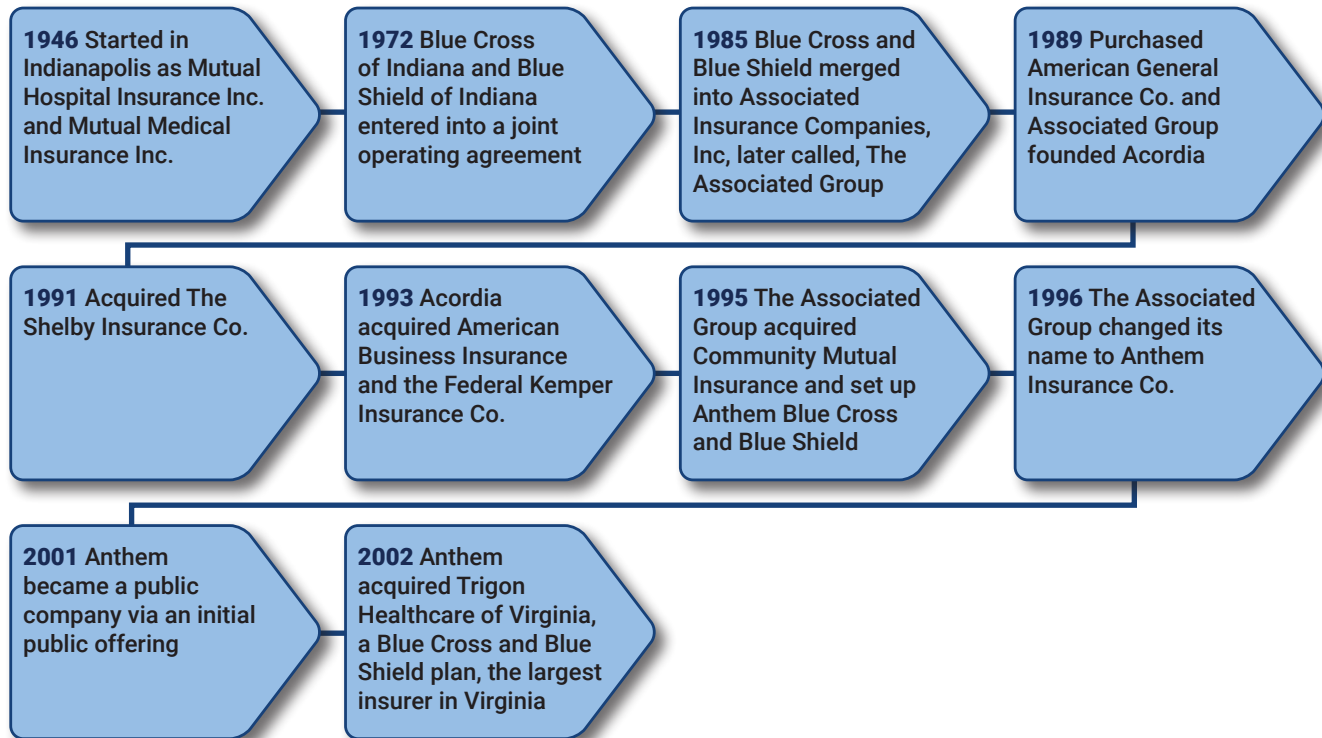 1946 Started in
Indianapolis as Mutual
Hospital Insurance Inc.
and Mutual Medical
Insurance Inc.
1972 Blue Cross
of Indiana and Blue
Shield of Indiana
entered into a joint
operating agreement
1985 Blue Cross and
Blue Shield merged
into Associated
Insurance Companies,
Inc, later called, The
Associated Group
1989 Purchased
American General
Insurance Co. and
Associated Group
founded Acordia
1991 Acquired The
Shelby Insurance Co.
1993 Acordia
acquired American
Business Insurance
and the Federal Kemper
Insurance Co.
1995 The Associated
Group acquired
Community Mutual
Insurance and set up
Anthem Blue Cross
and Blue Shield
1996 The Associated
Group changed its
name to Anthem
Insurance Co.
2001 Anthem
became a public
company via an initial
public offering
2002 Anthem
acquired Trigon
Healthcare of Virginia,
a Blue Cross and Blue
Shield plan, the largest
insurer in Virginia